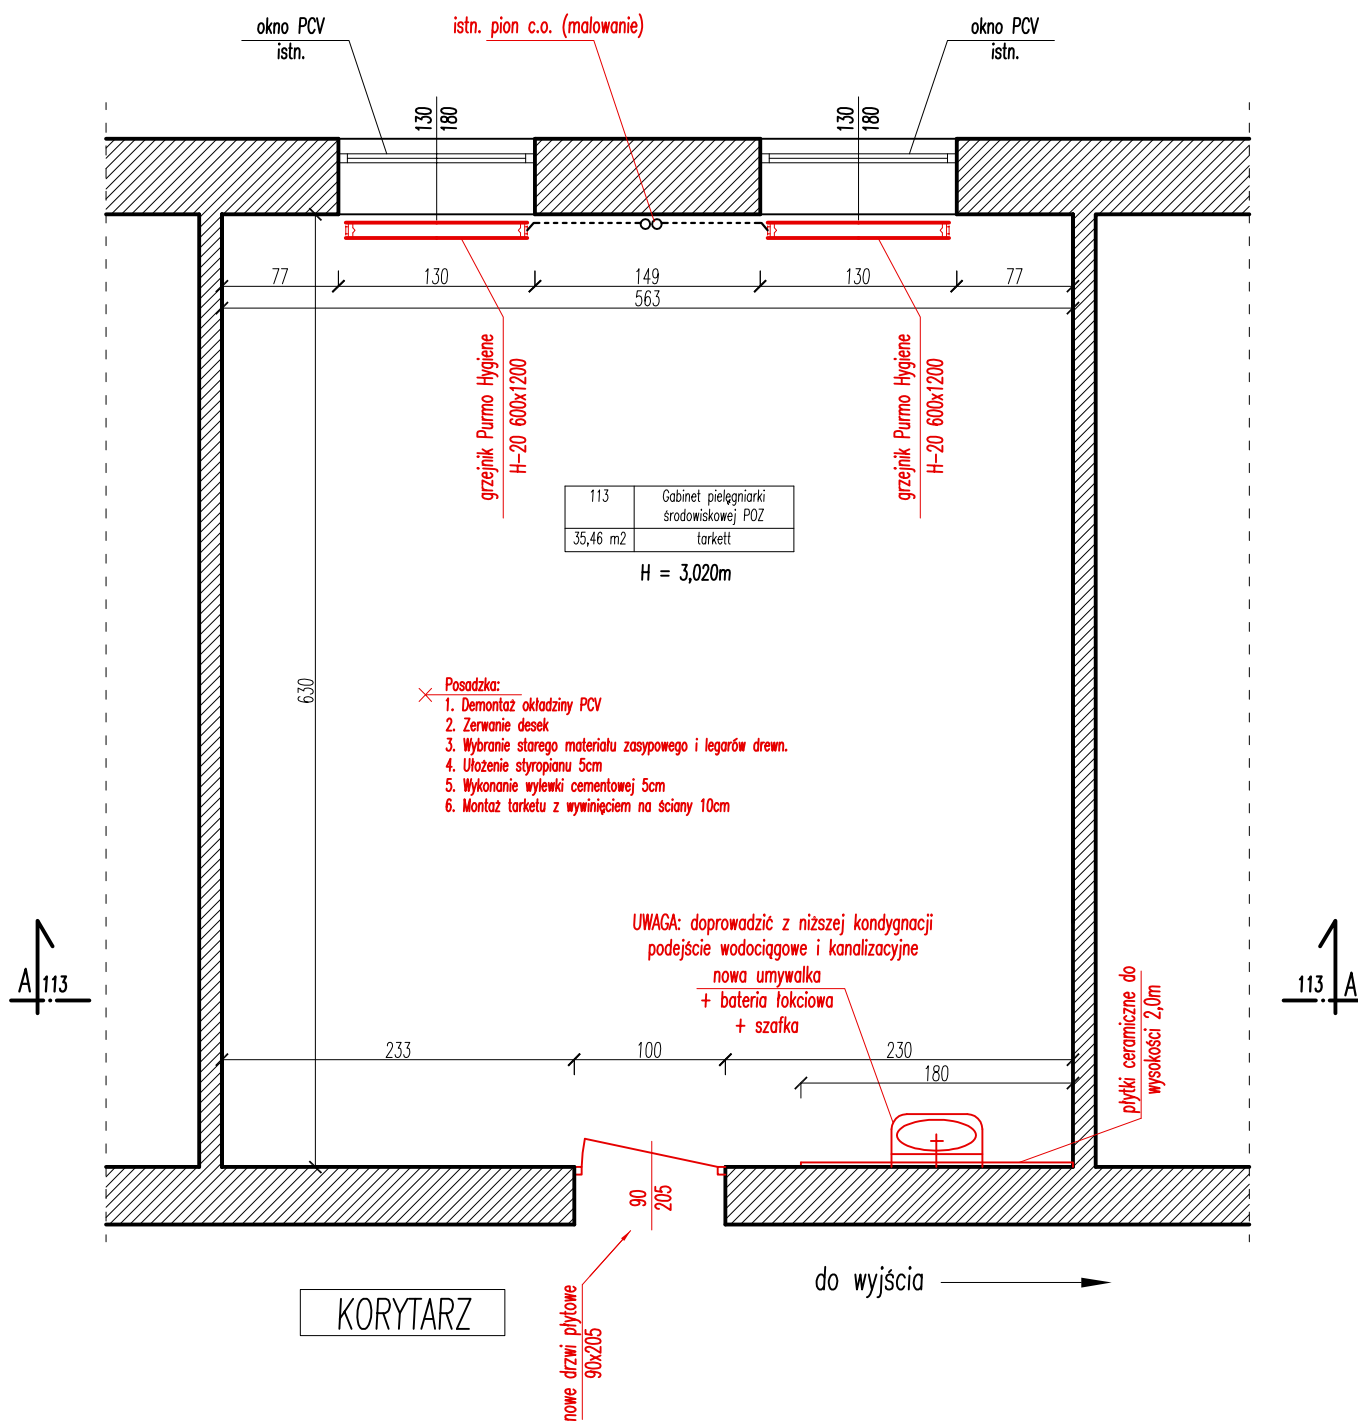 okno PCV
istn.
istn. pion c.o. (malowanie)
okno PCV
istn.
130
180
130
180
77
130
149
130
77
563
grzejnik Purmo Hygiene
H-20 600x1200
grzejnik Purmo Hygiene
H-20 600x1200
113
Gabinet pielęgniarki
środowiskowej POZ
35,46 m2
tarkett
H = 3,020m
630
Posadzka:
1. Demontaż okładziny PCV
2. Zerwanie desek
3. Wybranie starego materiału zasypowego i legarów drewn.
4. Ułożenie styropianu 5cm
5. Wykonanie wylewki cementowej 5cm
6. Montaż tarketu z wywinięciem na ściany 10cm
UWAGA: doprowadzić z niższej kondygnacji
podejście wodociągowe i kanalizacyjne
nowa umywalka
+ bateria łokciowa
+ szafka
A 113
113 A
płytki ceramiczne do
wysokości 2,0m
233
100
230
180
90
205
nowe drzwi płytowe
90x205
do wyjścia
KORYTARZ